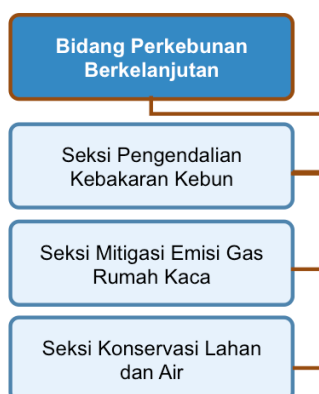 Bidang Perkebunan
Berkelanjutan
Seksi Pengendalian
Kebakaran Kebun
Seksi Mitigasi Emisi Gas
Rumah Kaca
Seksi Konservasi Lahan
dan Air